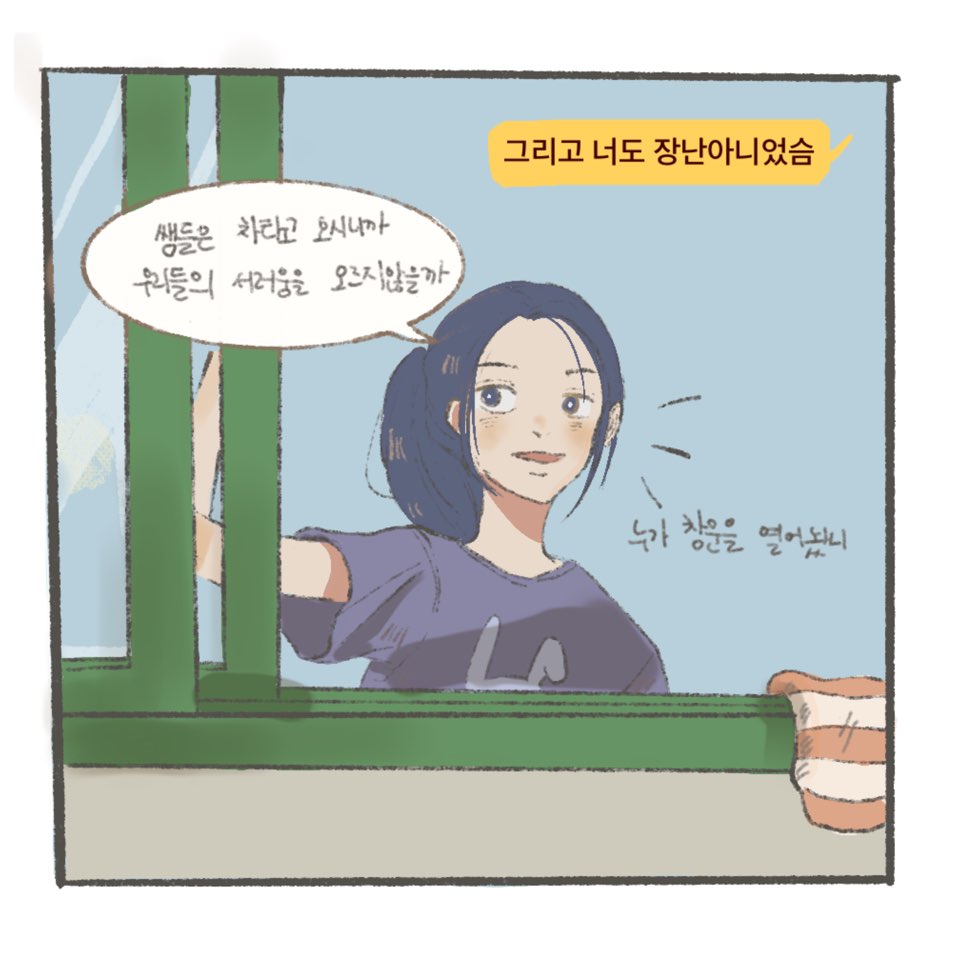 그리고 너도 장난아니었슴
쌤들은 차타고 오시니까
우리들의 서러움을 모르지않을까
누가 창문을 열어놨니